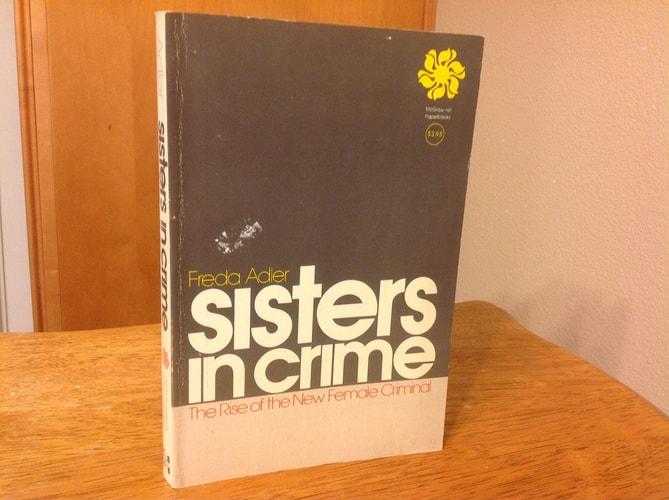 McGraw-Hill
Paperbacks
$3.95
Freda Adler
sisters
in crime
The Rise of the New Female Criminal
Adler
sisters in crime